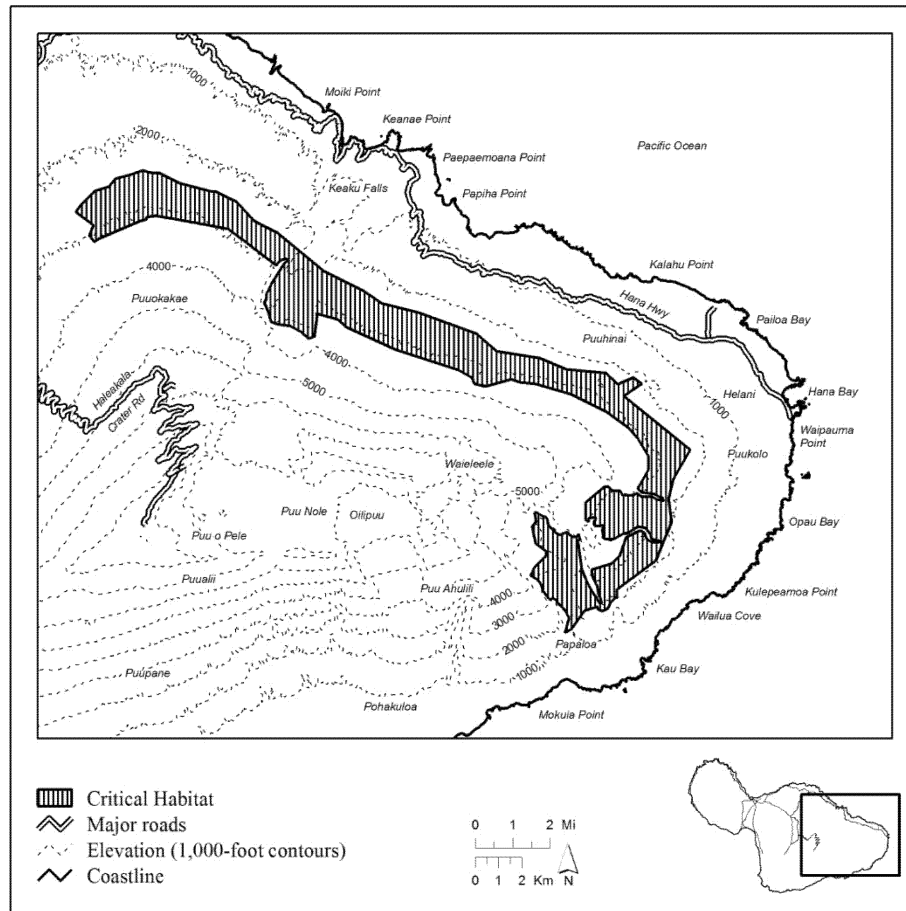 1000
Moiki Point
Keanae Point
2000
Paepaemoana Point
Pacific Ocean
Keaku Falls
Papiha Point
4000
Kalahu Point
Puuokakae
Hana Hwy
Pailoa Bay
Puuhinai
4000
Haleakala
Crater Rd
5000
1000
Helani
Hana Bay
Waipauma
Point
Waieleele
Puukolo
5000
Puu Nole
Oilipuu
Opau Bay
Puu o Pele
Puualii
Puu Ahulili
4000
Kulepeamoa Point
3000
Wailua Cove
2000
Papaloa
1000
Kau Bay
Puupane
Pohakuloa
Mokuia Point
Critical Habitat
Major roads
Elevation (1,000-foot contours)
Coastline
0 1 2 Mi
0 1 2 Km
N